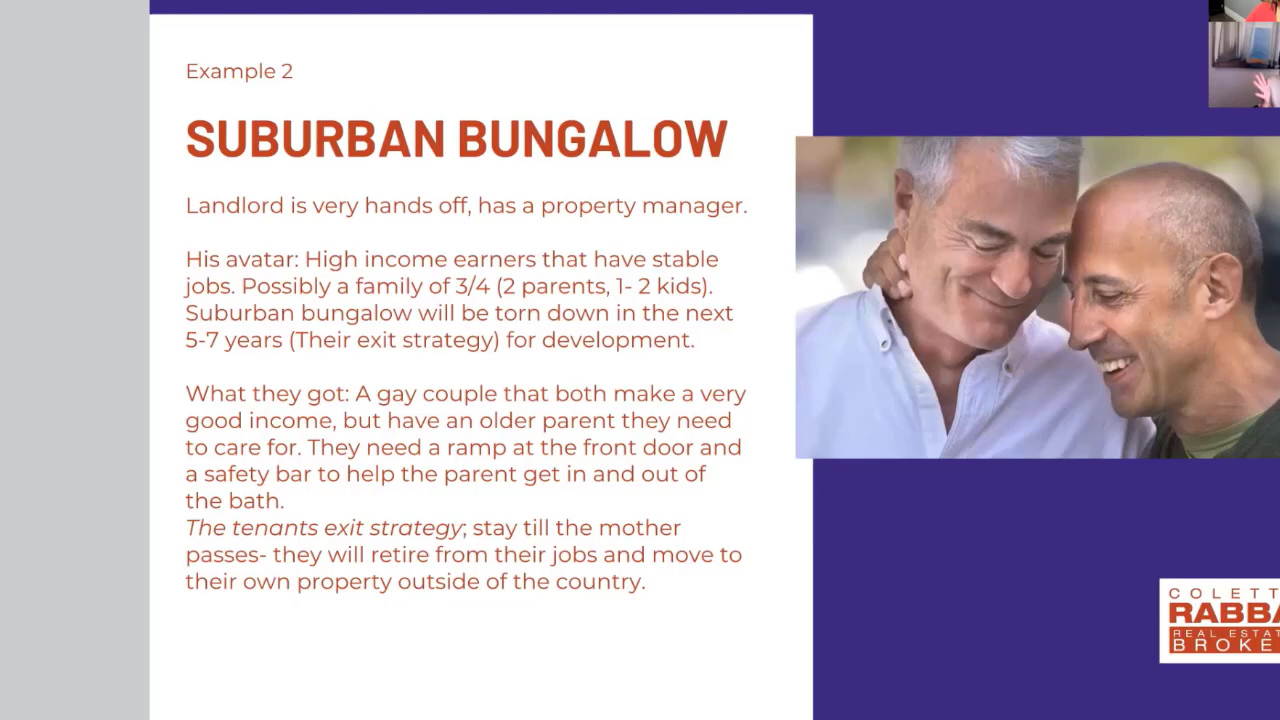 Example 2
SUBURBAN BUNGALOW
Landlord is very hands off, has a property manager.
His avatar: High income earners that have stable
jobs. Possibly a family of 3/4 (2 parents, 1- 2 kids).
Suburban bungalow will be torn down in the next
5-7 years (Their exit strategy) for development.
What they got: A gay couple that both make a very
good income, but have an older parent they need
to care for. They need a ramp at the front door and
a safety bar to help the parent get in and out of
the bath.
The tenants exit strategy; stay till the mother
passes- they will retire from their jobs and move to
their own property outside of the country.
COLETT
RABBA
REAL ESTAT
BROKE